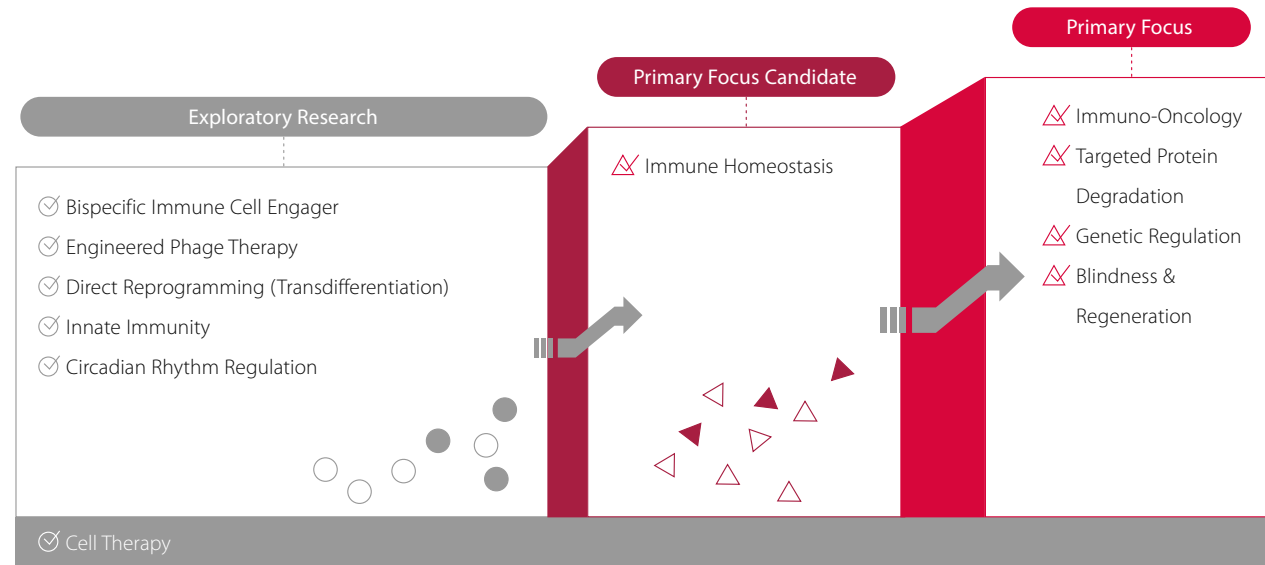 Exploratory Research
Bispecific Immune Cell Engager
Engineered Phage Therapy
Direct Reprogramming (Transdifferentiation)
Innate Immunity
Circadian Rhythm Regulation
Primary Focus Candidate
Immune Homeostasis
Primary Focus
Immuno-Oncology
Targeted Protein
Degradation
Genetic Regulation
Blindness &
Regeneration
Cell Therapy